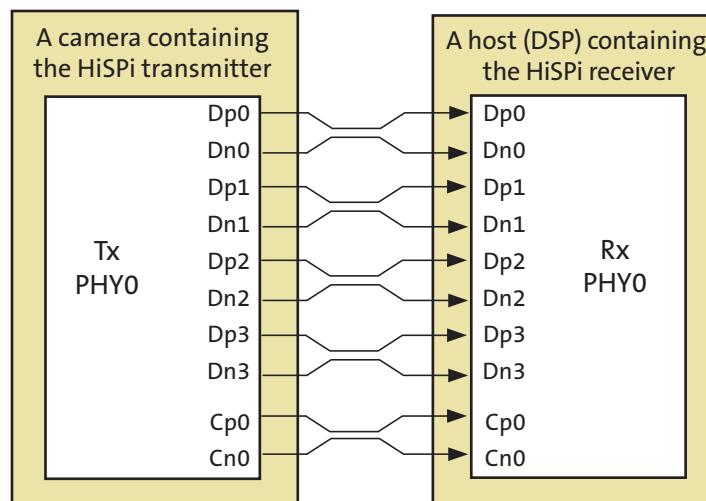 A camera containing
the HiSPi transmitter
A host (DSP) containing
the HiSPi receiver
Dp0
Dn0
Dp1
Dn1
Dp2
Dn2
Dp3
Dn3
Cp0
Cn0
Tx
PHY0
Dp0
Dn0
Dp1
Dn1
Dp2
Dn2
Dp3
Dn3
Cp0
Cn0
Rx
PHY0